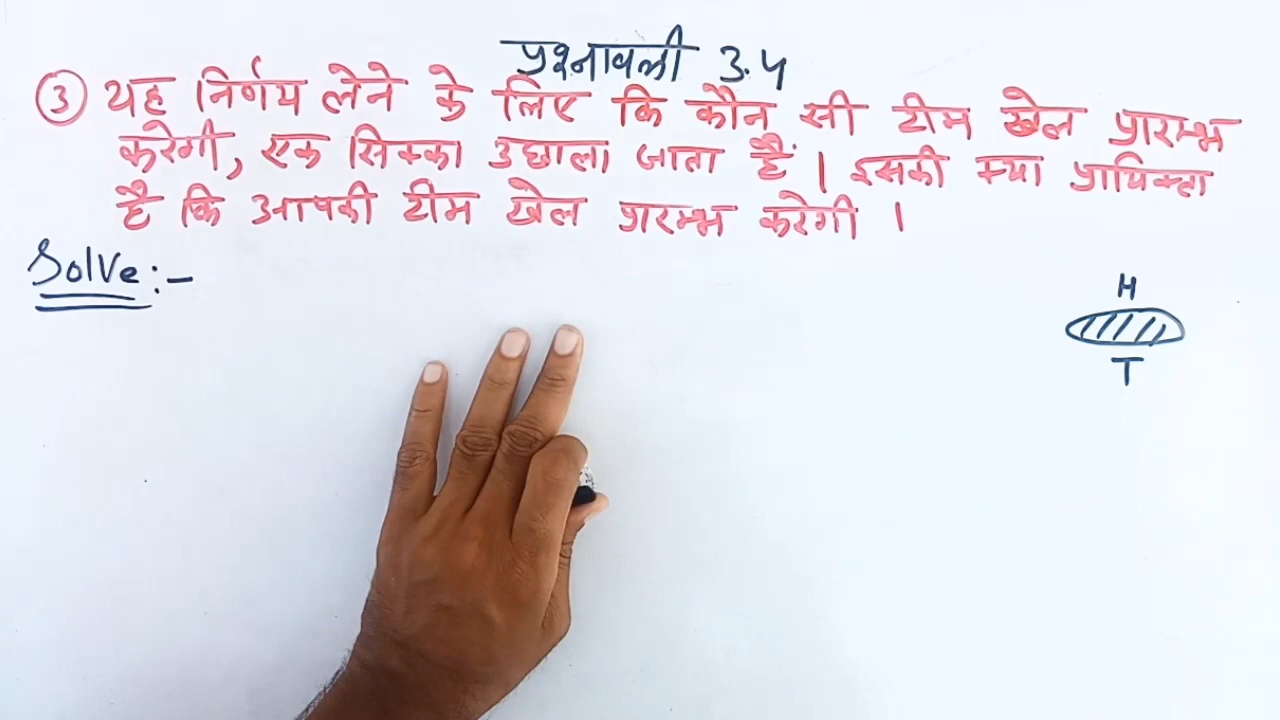 प्रश्नावली 3.4
③ यह निर्णय लेने के लिए कि कौन सी टीम खेल प्रारम्भ
करेगी, एक सिक्का उछाला जाता है। इसकी क्या प्रायिकता
है कि आपकी टीम खेल प्रारम्भ करेगी ।
Solve:-
H
T